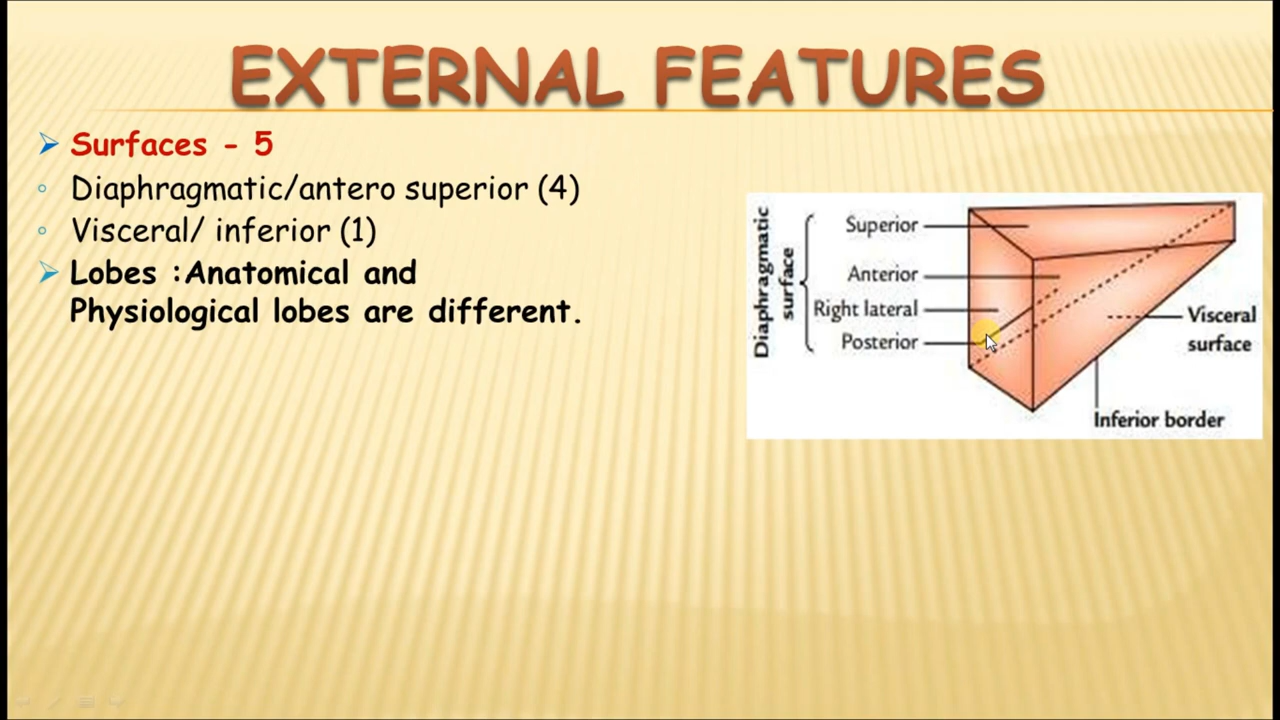 EXTERNAL FEATURES
Surfaces - 5
Diaphragmatic/antero superior (4)
Visceral/ inferior (1)
Lobes :Anatomical and
Physiological lobes are different.
Diaphragmatic
surface
Superior
Anterior
Right lateral
Posterior
Visceral
surface
Inferior border